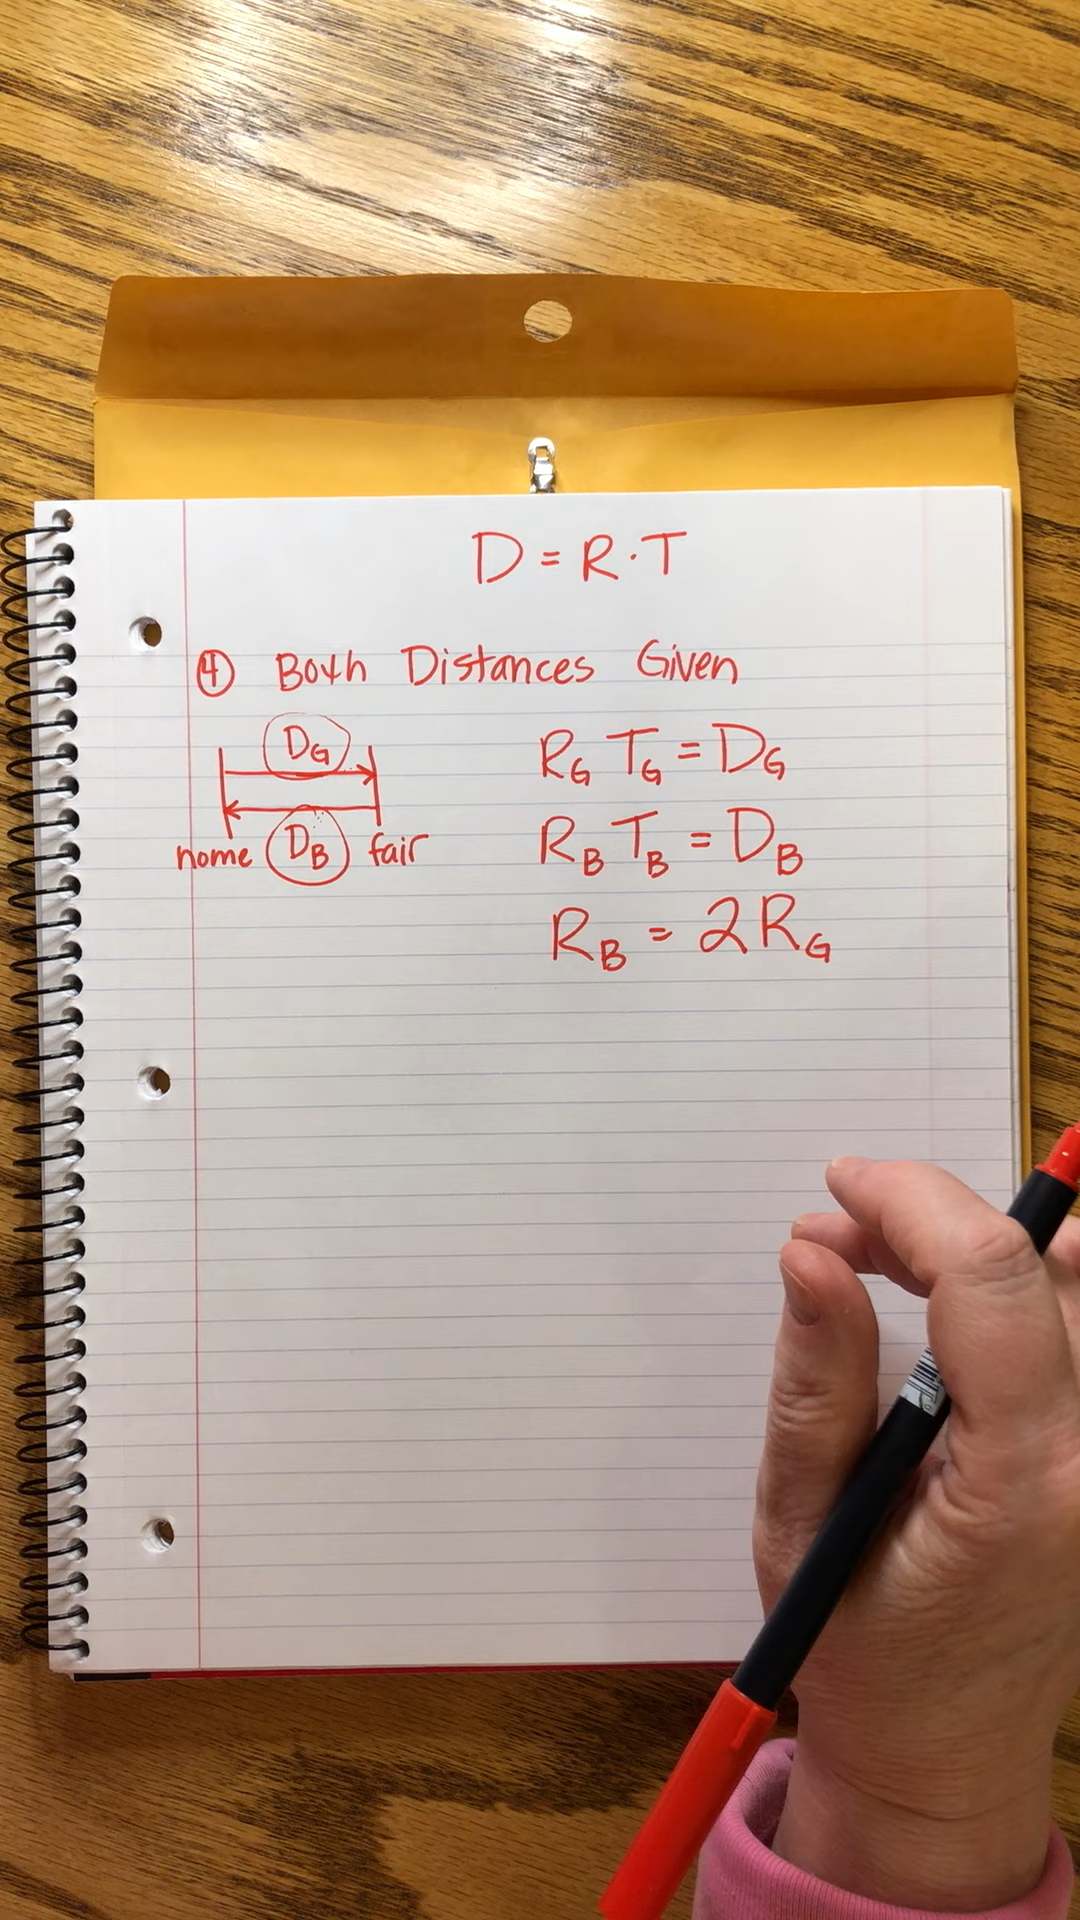 D = R·T
④ Both Distances Given
D_G
home D_B fair
R_G T_G = D_G
R_B T_B = D_B
R_B = 2R_G